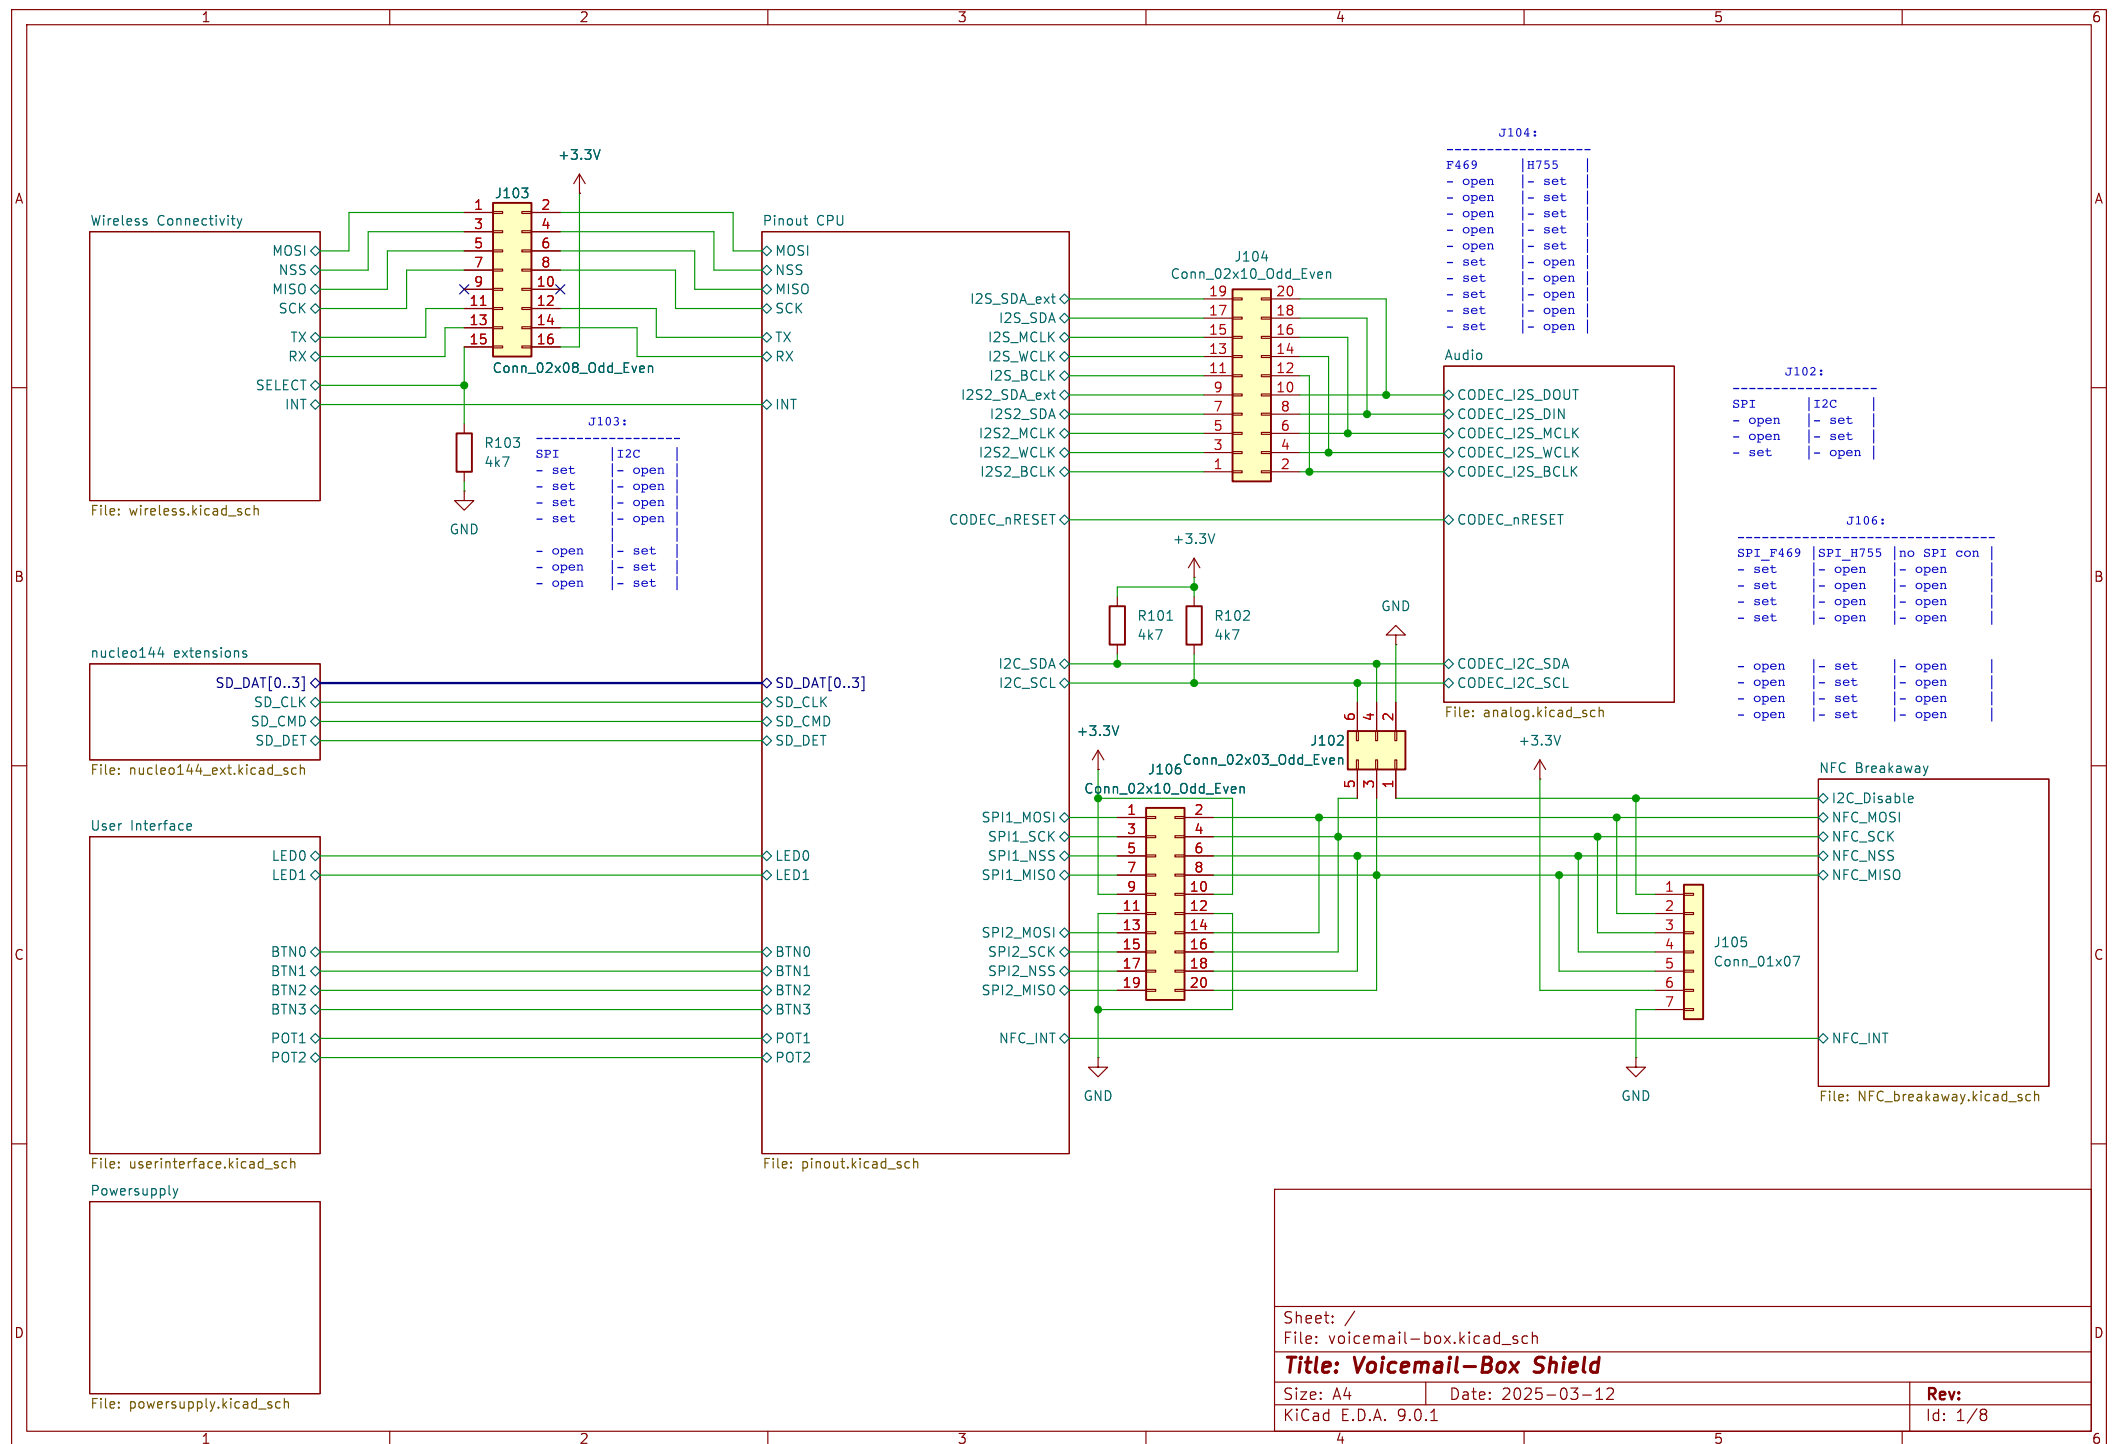 1 2 3 4 5 6
A
B
C
D
A
B
C
D
1 2 3 4 5 6
Wireless Connectivity
MOSI
NSS
MISO
SCK
TX
RX
SELECT
INT
File: wireless.kicad_sch
+3.3V
J103
1 2
3 4
5 6
7 8
9 10
11 12
13 14
15 16
Conn_02x08_Odd_Even
R103
4k7
GND
J103:
------------------
SPI |I2C |
- set |- open |
- set |- open |
- set |- open |
- set |- open |
| |
- open |- set |
- open |- set |
- open |- set |
nucleo144 extensions
SD_DAT[0..3]
SD_CLK
SD_CMD
SD_DET
File: nucleo144_ext.kicad_sch
User Interface
LED0
LED1
BTN0
BTN1
BTN2
BTN3
POT1
POT2
File: userinterface.kicad_sch
Powersupply
File: powersupply.kicad_sch
Pinout CPU
MOSI
NSS
MISO
SCK
TX
RX
INT
SD_DAT[0..3]
SD_CLK
SD_CMD
SD_DET
LED0
LED1
BTN0
BTN1
BTN2
BTN3
POT1
POT2
I2S_SDA_ext
I2S_SDA
I2S_MCLK
I2S_WCLK
I2S_BCLK
I2S2_SDA_ext
I2S2_SDA
I2S2_MCLK
I2S2_WCLK
I2S2_BCLK
CODEC_nRESET
I2C_SDA
I2C_SCL
SPI1_MOSI
SPI1_SCK
SPI1_NSS
SPI1_MISO
SPI2_MOSI
SPI2_SCK
SPI2_NSS
SPI2_MISO
NFC_INT
File: pinout.kicad_sch
J104
Conn_02x10_Odd_Even
19 20
17 18
15 16
13 14
11 12
9 10
7 8
5 6
3 4
1 2
J104:
------------------
F469 |H755 |
- open |- set |
- open |- set |
- open |- set |
- open |- set |
- open |- set |
- set |- open |
- set |- open |
- set |- open |
- set |- open |
- set |- open |
Audio
CODEC_I2S_DOUT
CODEC_I2S_DIN
CODEC_I2S_MCLK
CODEC_I2S_WCLK
CODEC_I2S_BCLK
CODEC_nRESET
CODEC_I2C_SDA
CODEC_I2C_SCL
File: analog.kicad_sch
+3.3V
R101
4k7
R102
4k7
GND
6 4 2
J102
Conn_02x03_Odd_Even
5 3 1
J102:
------------------
SPI |I2C |
- open |- set |
- open |- set |
- set |- open |
J106:
--------------------------------
SPI_F469 |SPI_H755 |no SPI con |
- set |- open |- open |
- set |- open |- open |
- set |- open |- open |
- set |- open |- open |
- open |- set |- open |
- open |- set |- open |
- open |- set |- open |
- open |- set |- open |
+3.3V
J106
Conn_02x10_Odd_Even
1 2
3 4
5 6
7 8
9 10
11 12
13 14
15 16
17 18
19 20
GND
+3.3V
1
2
3
4
5
6
7
J105
Conn_01x07
GND
NFC Breakaway
I2C_Disable
NFC_MOSI
NFC_SCK
NFC_NSS
NFC_MISO
NFC_INT
File: NFC_breakaway.kicad_sch
Sheet: /
File: voicemail-box.kicad_sch
Title: Voicemail-Box Shield
Size: A4 Date: 2025-03-12 Rev:
KiCad E.D.A. 9.0.1 Id: 1/8